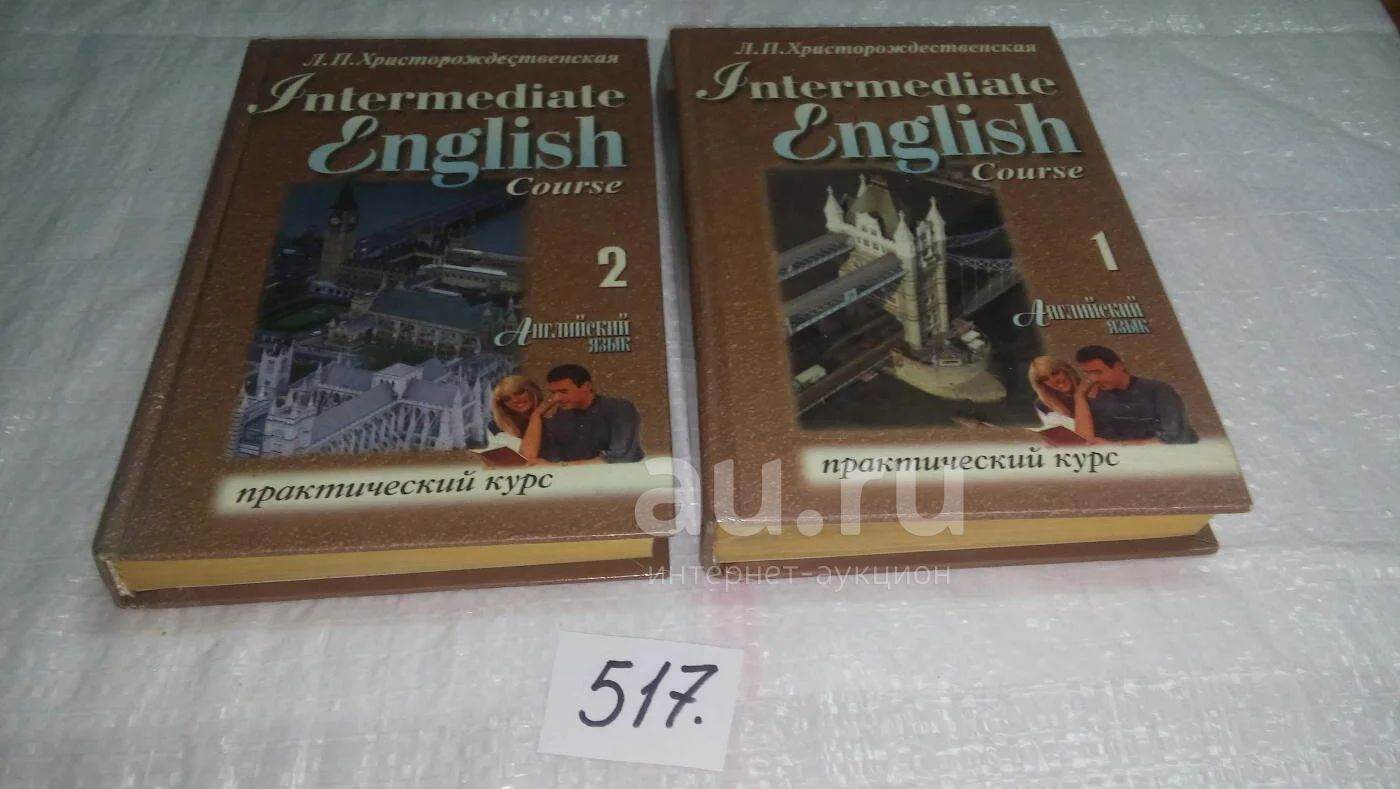 Л.П.Христорождественская
Intermediate
English
Course
2
Английский
язык
практический курс
Л.П.Христорождественская
Intermediate
English
Course
1
Английский
язык
практический курс
au.ru
интернет-аукцион
517.